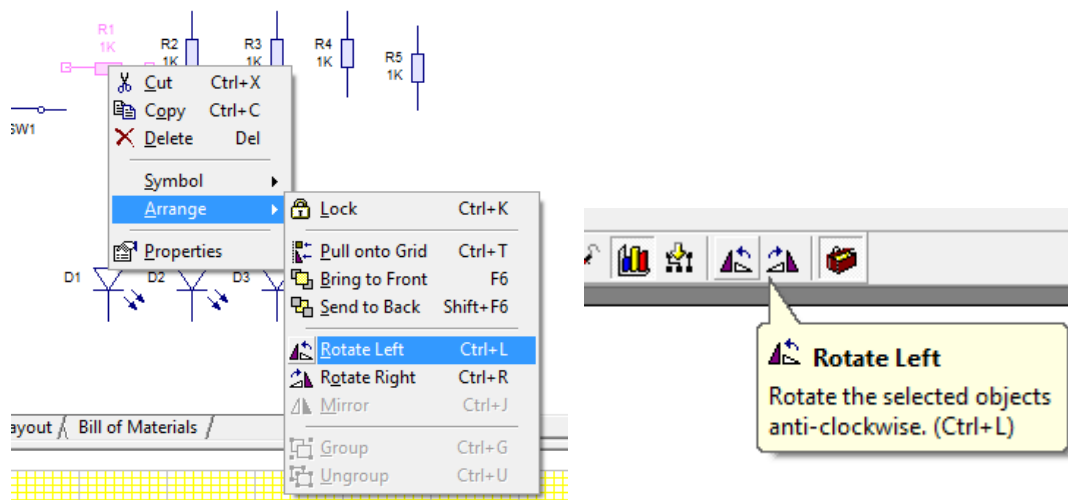 R1
1K
R2
1K
R3
1K
R4
1K
R5
1K
SW1
Cut Ctrl+X
Copy Ctrl+C
Delete Del
Symbol
Arrange
Properties
Lock Ctrl+K
Pull onto Grid Ctrl+T
Bring to Front F6
Send to Back Shift+F6
Rotate Left Ctrl+L
Rotate Right Ctrl+R
Mirror Ctrl+J
Group Ctrl+G
Ungroup Ctrl+U
D1
D2
D3
ayout Bill of Materials
Rotate Left
Rotate the selected objects
anti-clockwise. (Ctrl+L)